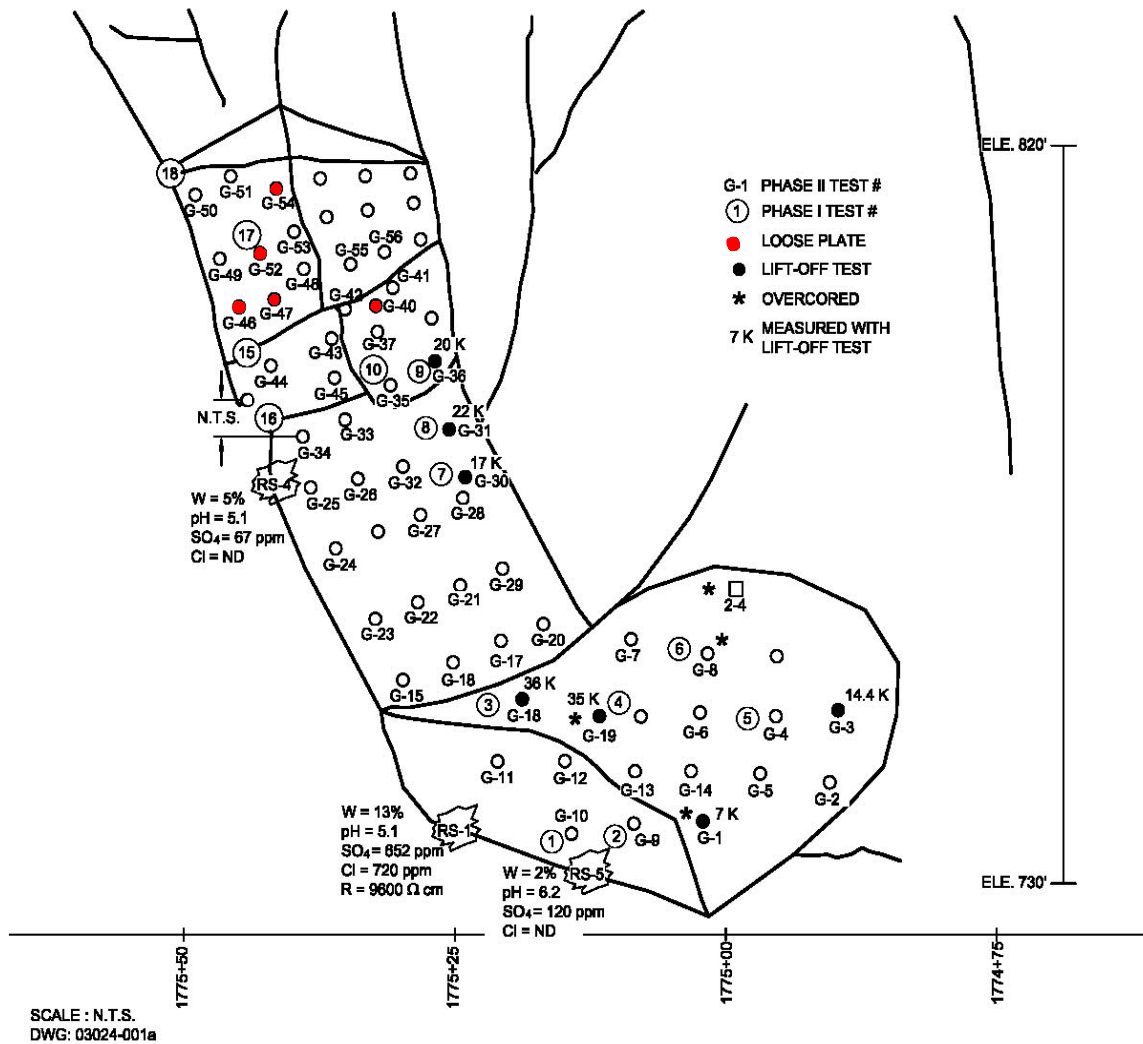 ELE. 820'
18
G-51
G-54
G-50
G-1 PHASE II TEST #
1 PHASE I TEST #
LOOSE PLATE
LIFT-OFF TEST
* OVERCORED
7 K MEASURED WITH
LIFT-OFF TEST
17
G-53
G-56
G-55
G-52
G-49
G-48
G-41
G-42
G-40
G-46
G-47
G-43
G-37
20 K
15
G-44
10
9
G-36
G-45
G-35
N.T.S.
16
22 K
G-33
8
G-31
G-34
17 K
G-32
7
G-30
RS-4
G-26
G-25
G-28
W = 5%
pH = 5.1
SO4 = 67 ppm
Cl = ND
G-27
G-24
G-29
G-21
G-22
* 2-4
G-23
G-20
*
G-17
G-7
6
G-8
G-18
G-15
36 K
35 K
14.4 K
3
G-18
*
G-19
4
G-6
5
G-4
G-3
G-11
G-12
G-13
G-14
G-5
G-2
W = 13%
pH = 5.1
SO4 = 652 ppm
Cl = 720 ppm
R = 9600 Ω cm
RS-1
G-10
1
2
G-9
* 7 K
G-1
RS-5
W = 2%
pH = 6.2
SO4 = 120 ppm
Cl = ND
ELE. 730'
1775+50
1775+25
1775+00
1774+75
SCALE : N.T.S.
DWG: 03024-001a